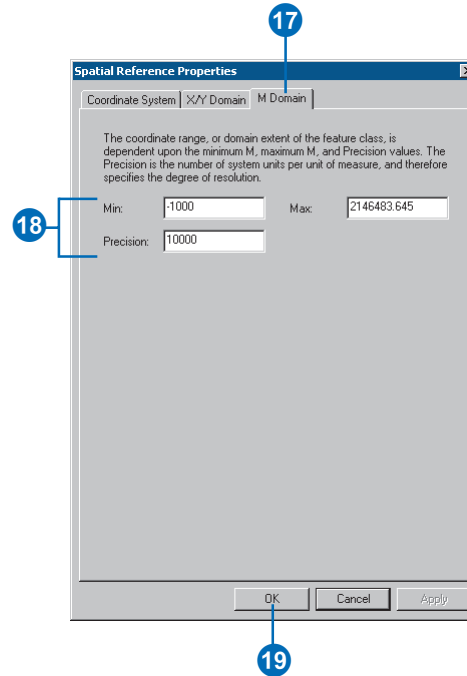 17
Spatial Reference Properties
Coordinate System X/Y Domain M Domain
The coordinate range, or domain extent of the feature class, is
dependent upon the minimum M, maximum M, and Precision values. The
Precision is the number of system units per unit of measure, and therefore
specifies the degree of resolution.
18
Min: -1000 Max: 2146483.645
Precision: 10000
OK Cancel Apply
19